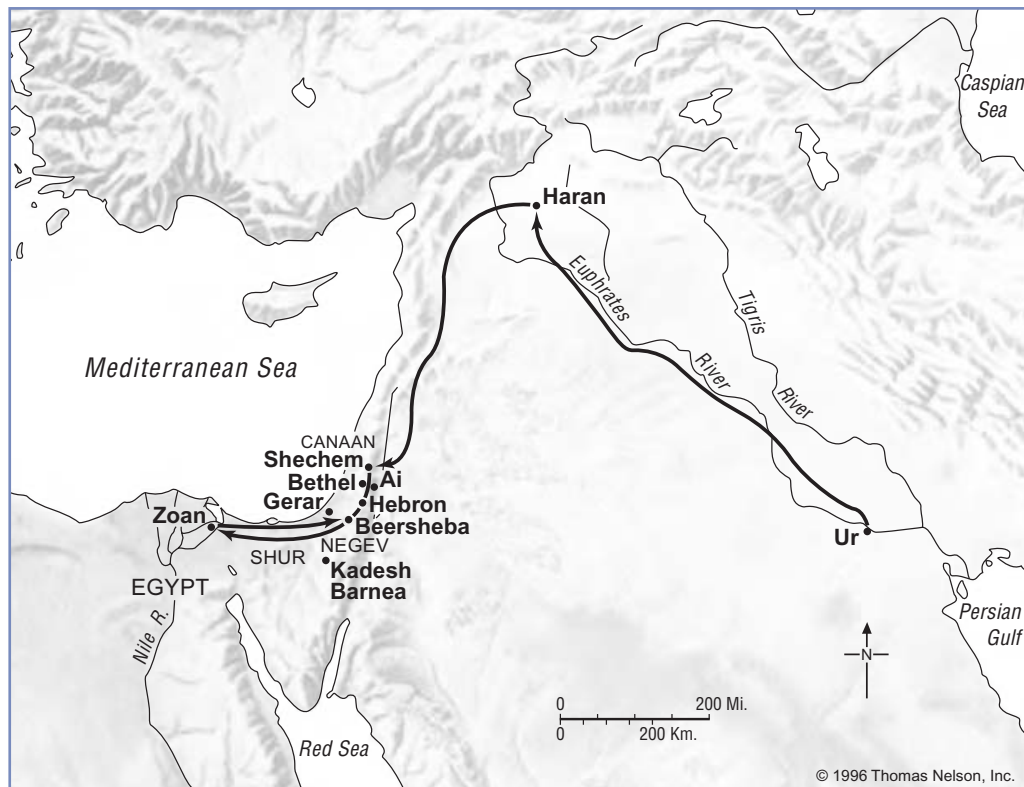 Caspian
Sea
Haran
Euphrates
River
Tigris
River
Mediterranean Sea
CANAAN
Shechem
Bethel
Ai
Gerar
Hebron
Zoan
Beersheba
SHUR
NEGEV
Kadesh
Barnea
Ur
EGYPT
Nile R.
Persian
Gulf
N
0
200 Mi.
0
200 Km.
Red Sea
© 1996 Thomas Nelson, Inc.